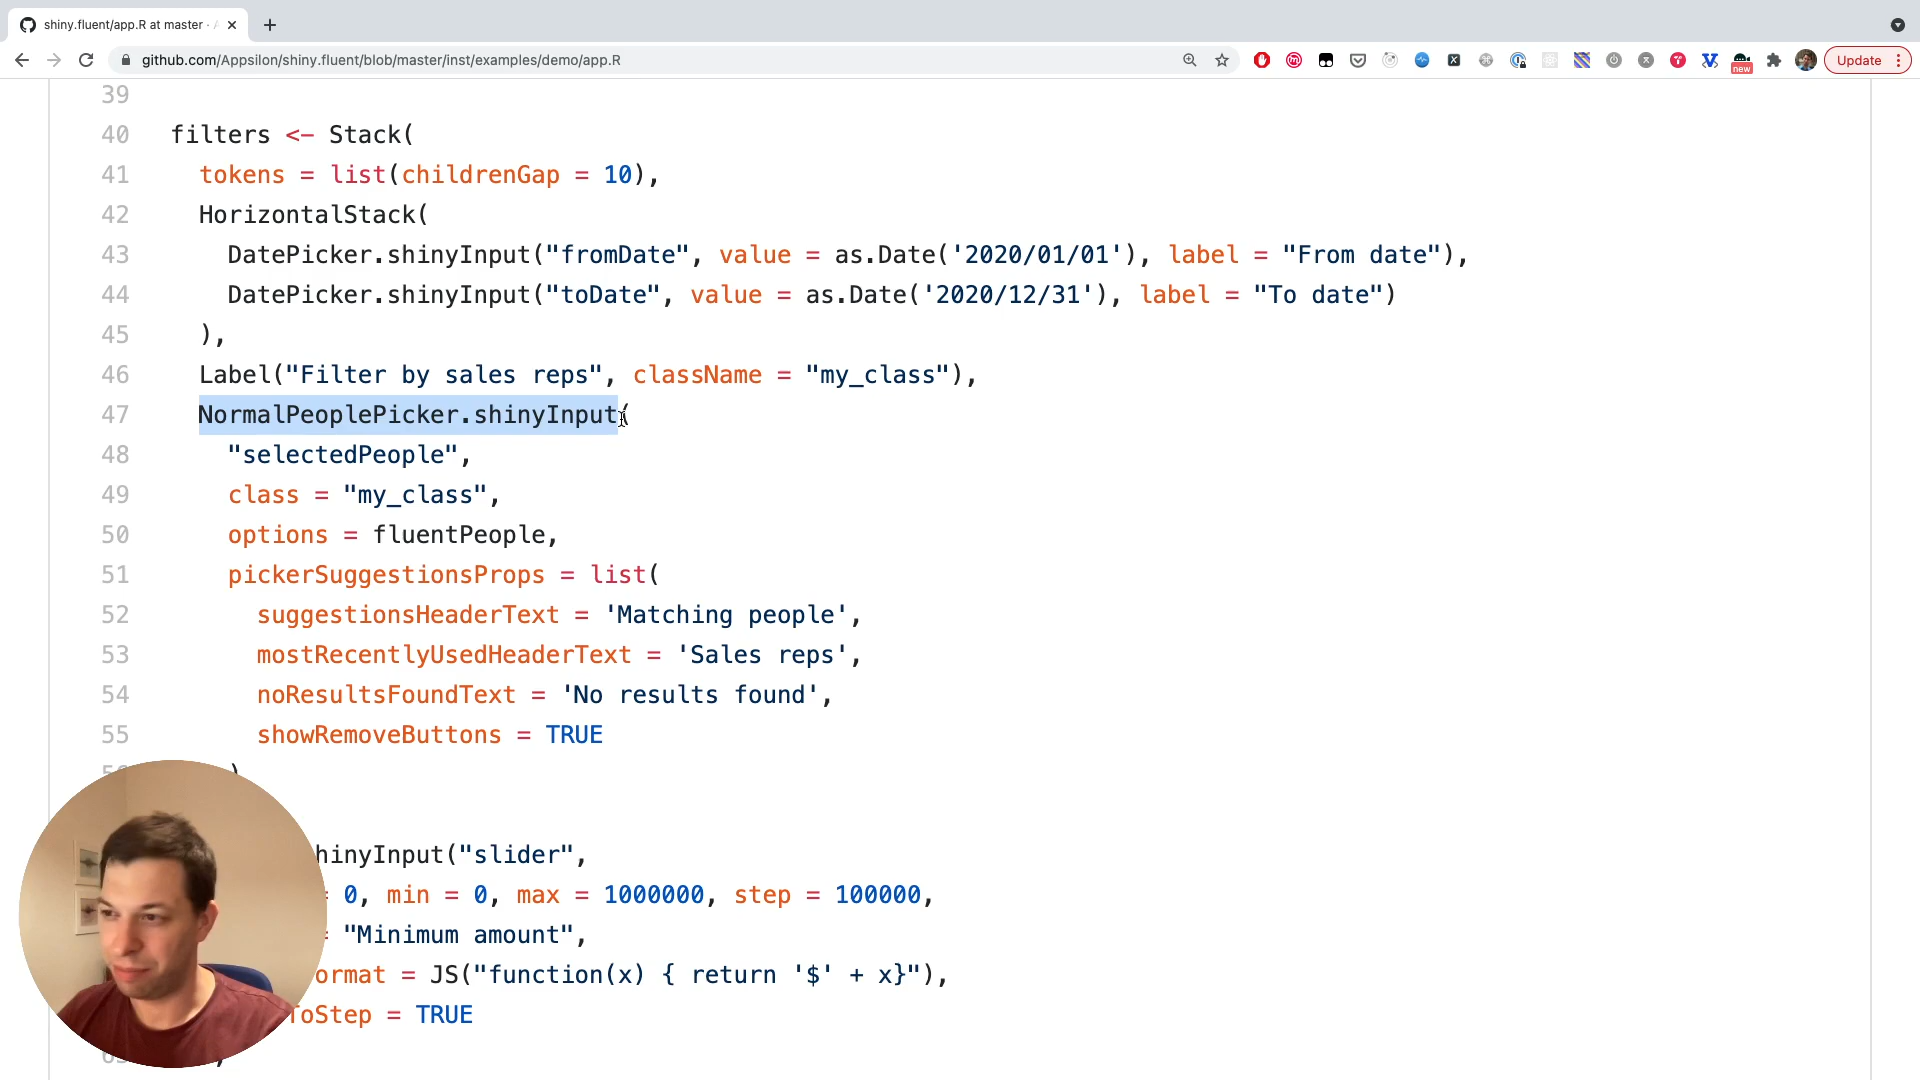 shiny.fluent/app.R at master ·
github.com/Appsilon/shiny.fluent/blob/master/inst/examples/demo/app.R
new
Update
39
40 filters <- Stack(
41 tokens = list(childrenGap = 10),
42 HorizontalStack(
43 DatePicker.shinyInput("fromDate", value = as.Date('2020/01/01'), label = "From date"),
44 DatePicker.shinyInput("toDate", value = as.Date('2020/12/31'), label = "To date")
45 ),
46 Label("Filter by sales reps", className = "my_class"),
47 NormalPeoplePicker.shinyInput(
48 "selectedPeople",
49 class = "my_class",
50 options = fluentPeople,
51 pickerSuggestionsProps = list(
52 suggestionsHeaderText = 'Matching people',
53 mostRecentlyUsedHeaderText = 'Sales reps',
54 noResultsFoundText = 'No results found',
55 showRemoveButtons = TRUE
)
hinyInput("slider",
= 0, min = 0, max = 1000000, step = 100000,
= "Minimum amount",
ormat = JS("function(x) { return '$' + x}"),
ToStep = TRUE